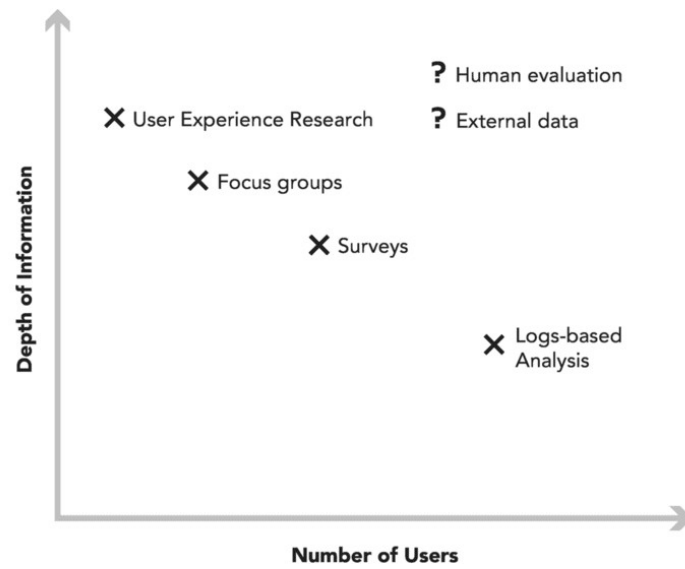 ? Human evaluation
User Experience Research
? External data
Focus groups
Surveys
Logs-based
Analysis
Depth of Information
Number of Users